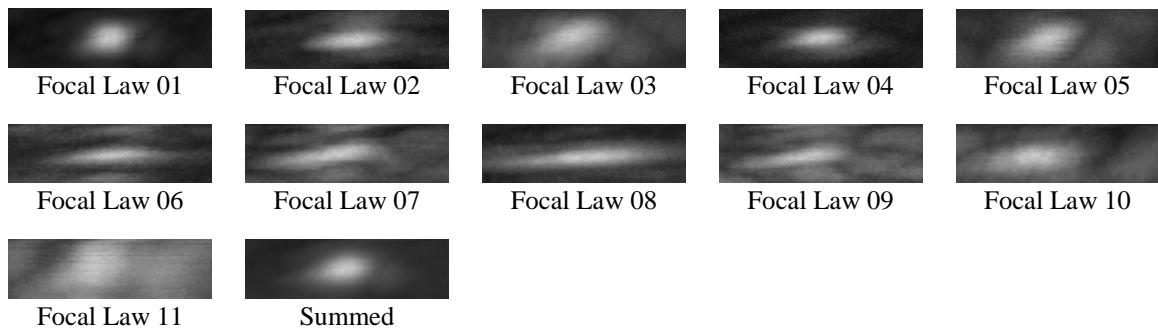 Focal Law 01 Focal Law 02 Focal Law 03 Focal Law 04 Focal Law 05
Focal Law 06 Focal Law 07 Focal Law 08 Focal Law 09 Focal Law 10
Focal Law 11 Summed